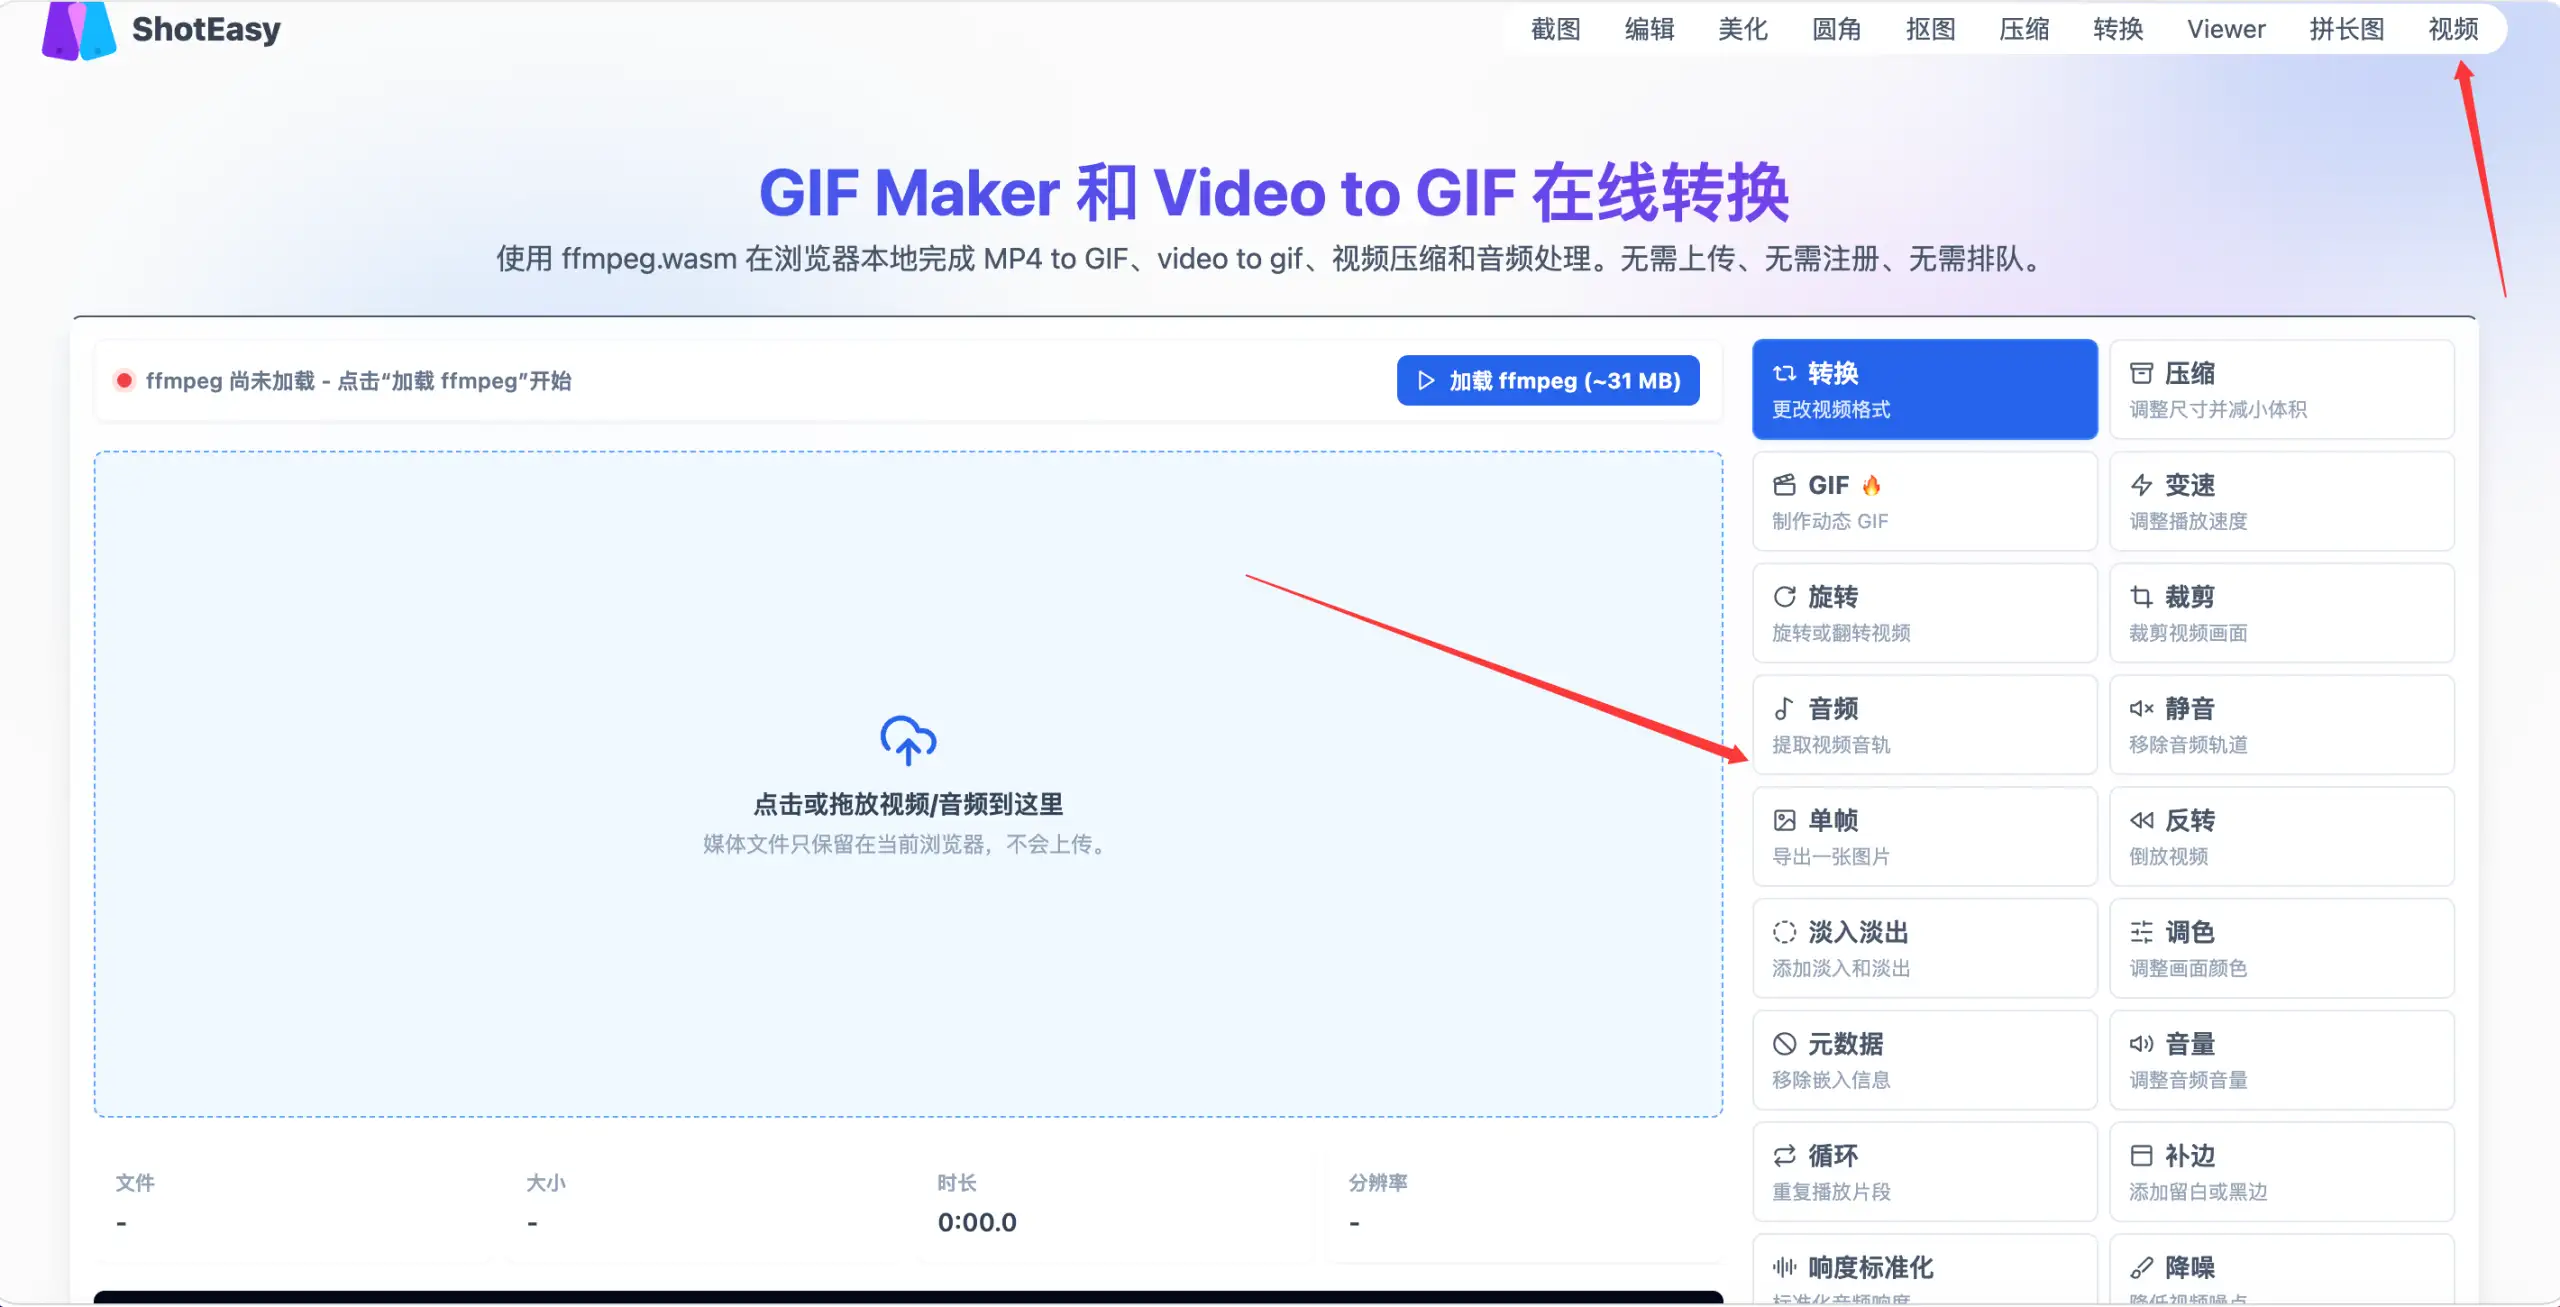 ShotEasy
截图 编辑 美化 圆角 抠图 压缩 转换 Viewer 拼长图 视频
GIF Maker 和 Video to GIF 在线转换
使用 ffmpeg.wasm 在浏览器本地完成 MP4 to GIF、video to gif、视频压缩和音频处理。无需上传、无需注册、无需排队。
ffmpeg 尚未加载 - 点击“加载 ffmpeg”开始
加载 ffmpeg (~31 MB)
点击或拖放视频/音频到这里
媒体文件只保留在当前浏览器，不会上传。
文件
-
大小
-
时长
0:00.0
分辨率
-
转换
更改视频格式
压缩
调整尺寸并减小体积
GIF 🔥
制作动态 GIF
变速
调整播放速度
旋转
旋转或翻转视频
裁剪
裁剪视频画面
音频
提取视频音轨
静音
移除音频轨道
单帧
导出一张图片
反转
倒放视频
淡入淡出
添加淡入和淡出
调色
调整画面颜色
元数据
移除嵌入信息
音量
调整音频音量
循环
重复播放片段
补边
添加留白或黑边
响度标准化
标准化音频响度
降噪
降低视频噪点